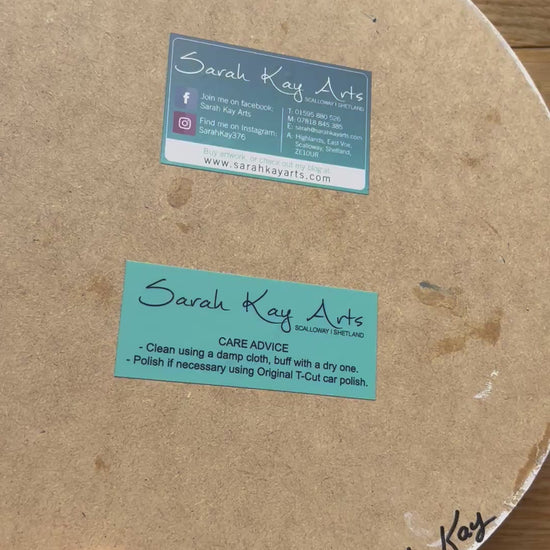 Sarah Kay Arts
SCALLOWAY | SHETLAND
Join me on facebook:
Sarah Kay Arts
Find me on Instagram:
SarahKay376
T: 01595 880 526
M: 07818 845 385
E: sarah@sarahkayarts.com
A: Highlands, East Voe,
Scalloway, Shetland,
ZE1 0UR
Buy artwork, or check out my blog at:
www.sarahkayarts.com
Sarah Kay Arts
SCALLOWAY | SHETLAND
CARE ADVICE
- Clean using a damp cloth, buff with a dry one.
- Polish if necessary using Original T-Cut car polish.
Kay